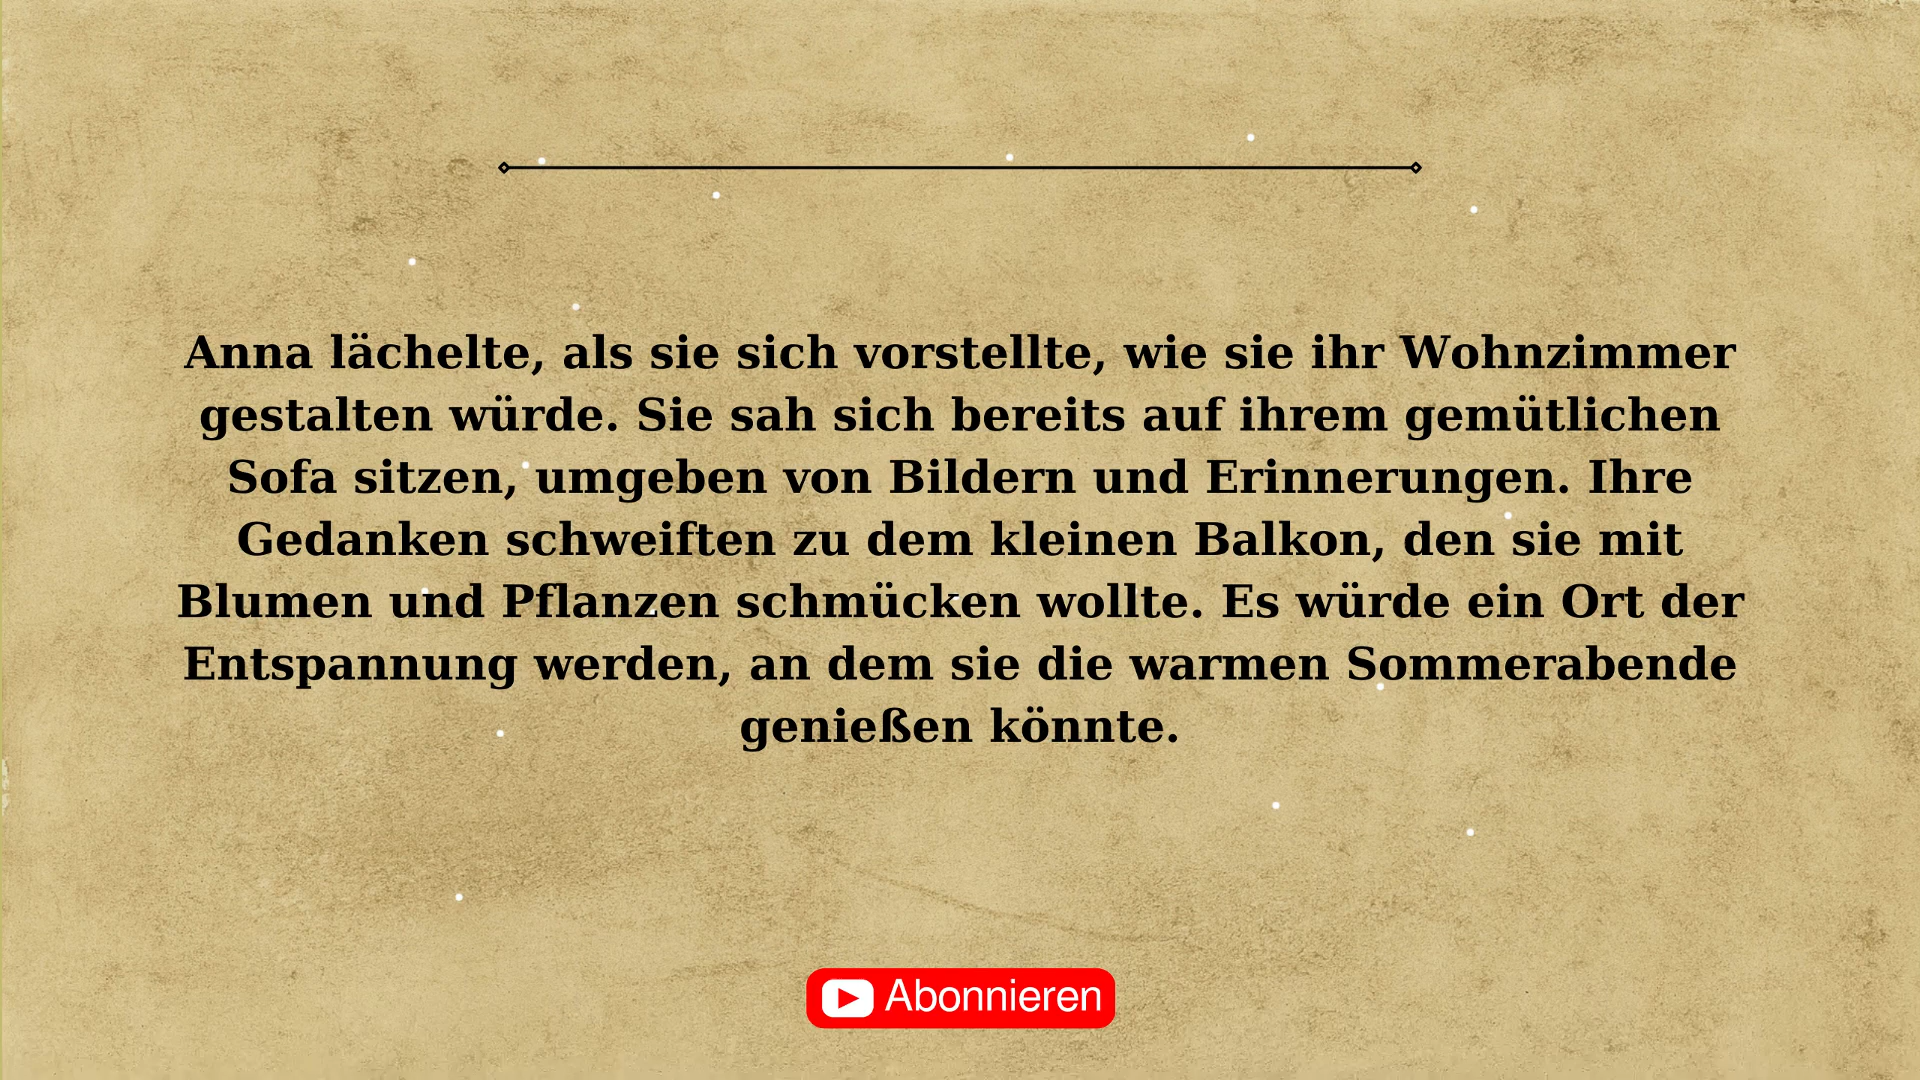 Anna lächelte, als sie sich vorstellte, wie sie ihr Wohnzimmer
gestalten würde. Sie sah sich bereits auf ihrem gemütlichen
Sofa sitzen, umgeben von Bildern und Erinnerungen. Ihre
Gedanken schweiften zu dem kleinen Balkon, den sie mit
Blumen und Pflanzen schmücken wollte. Es würde ein Ort der
Entspannung werden, an dem sie die warmen Sommerabende
genießen könnte.
Abonnieren